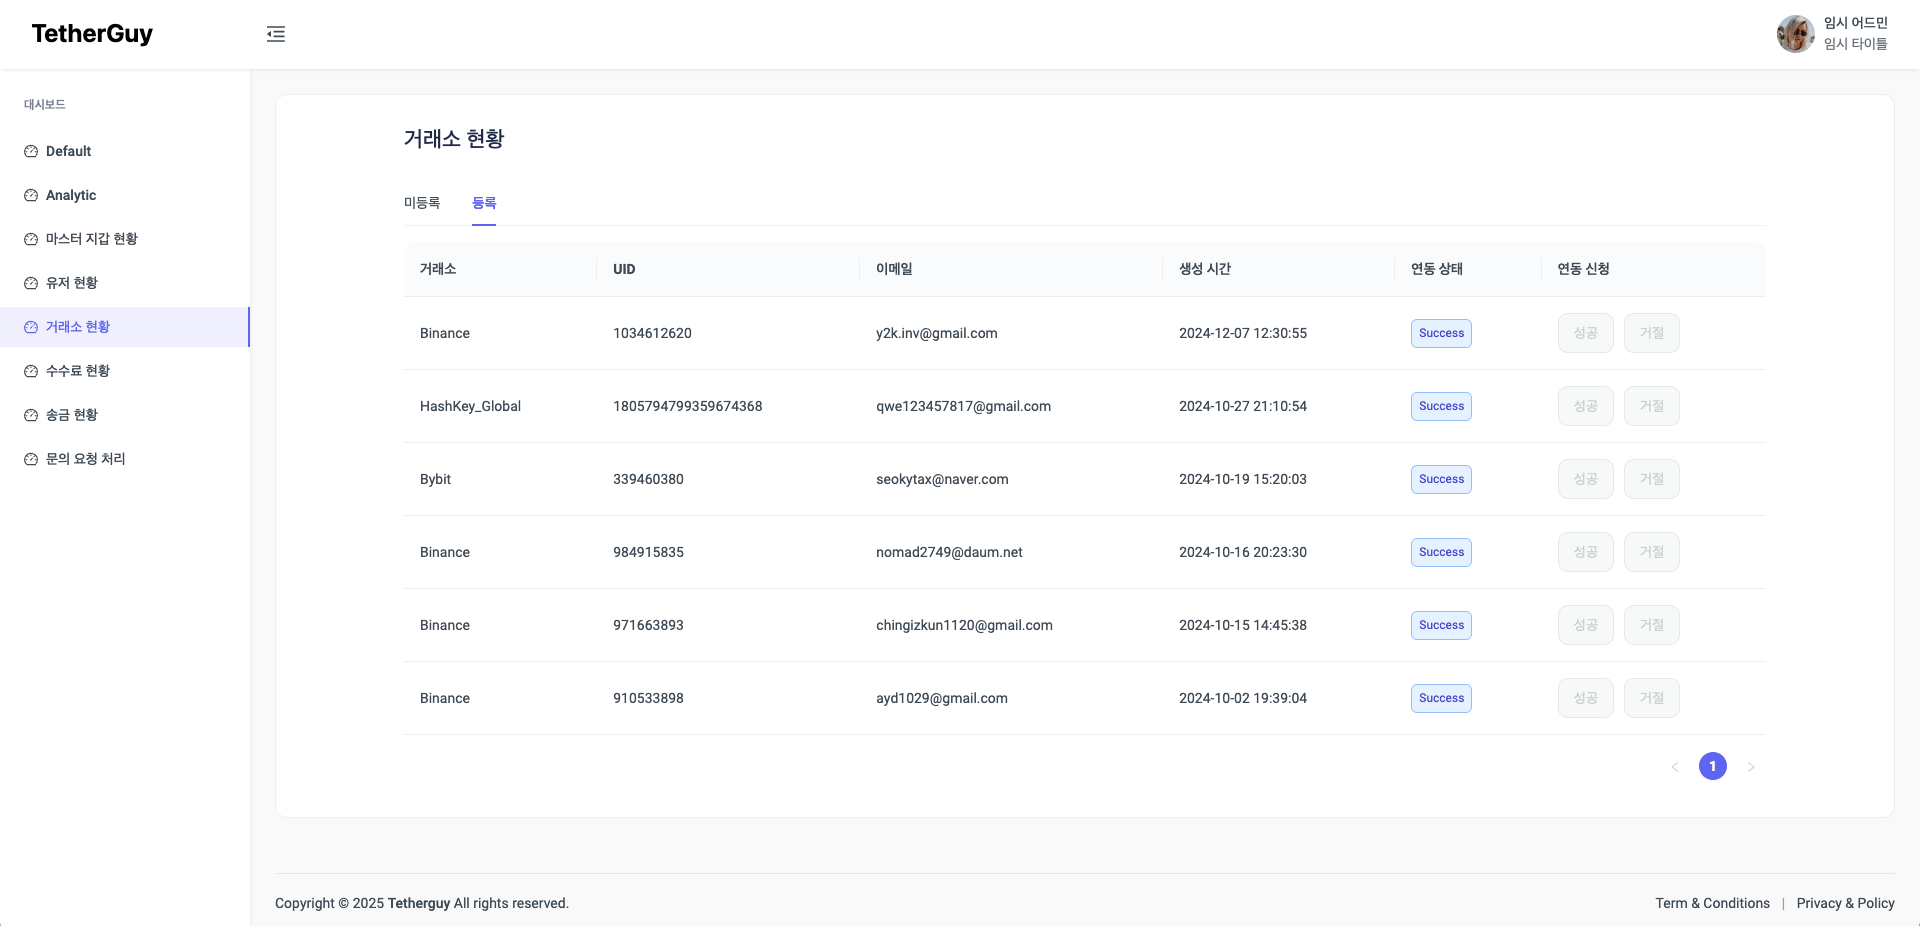 TetherGuy
임시 어드민
임시 타이틀
대시보드
Default
Analytic
마스터 지갑 현황
유저 현황
거래소 현황
수수료 현황
송금 현황
문의 요청 처리
거래소 현황
미등록 등록
거래소 UID 이메일 생성 시간 연동 상태 연동 신청
Binance 1034612620 y2k.inv@gmail.com 2024-12-07 12:30:55 Success 성공 거절
HashKey_Global 1805794799359674368 qwe123457817@gmail.com 2024-10-27 21:10:54 Success 성공 거절
Bybit 339460380 seokytax@naver.com 2024-10-19 15:20:03 Success 성공 거절
Binance 984915835 nomad2749@daum.net 2024-10-16 20:23:30 Success 성공 거절
Binance 971663893 chingizkun1120@gmail.com 2024-10-15 14:45:38 Success 성공 거절
Binance 910533898 ayd1029@gmail.com 2024-10-02 19:39:04 Success 성공 거절
< 1 >
Copyright © 2025 Tetherguy All rights reserved.
Term & Conditions | Privacy & Policy